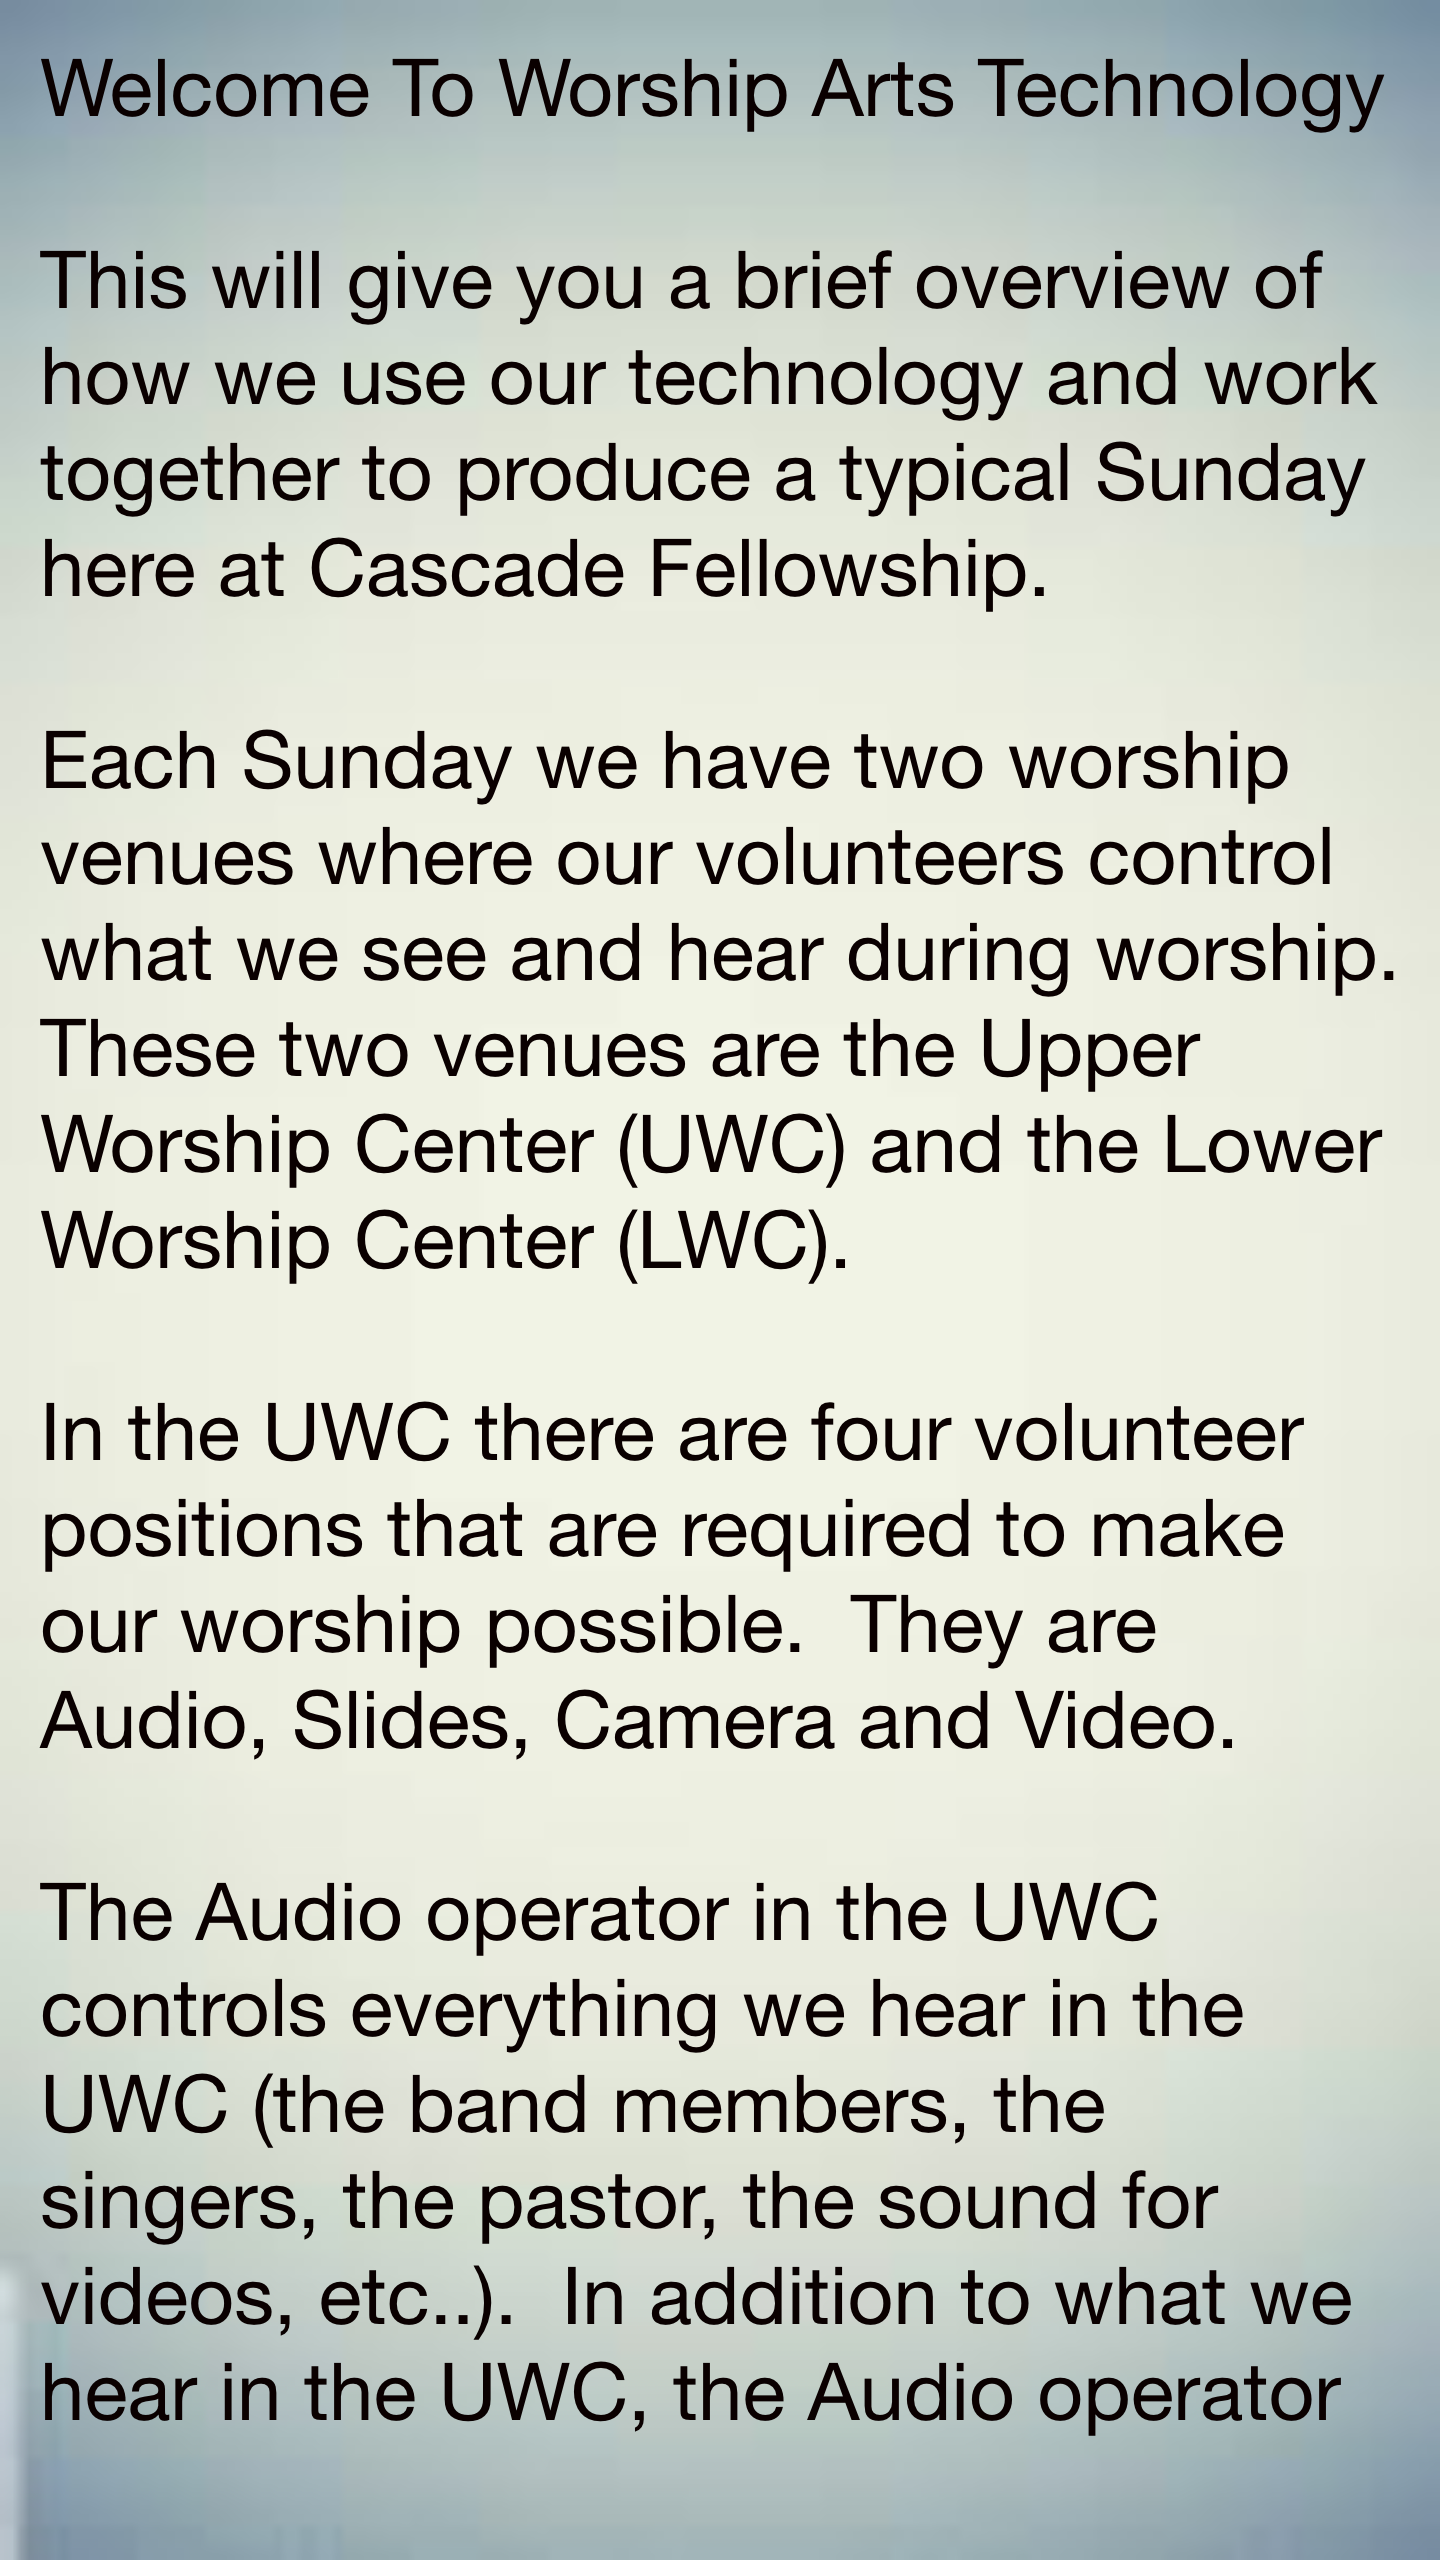 Welcome To Worship Arts Technology
This will give you a brief overview of
how we use our technology and work
together to produce a typical Sunday
here at Cascade Fellowship.
Each Sunday we have two worship
venues where our volunteers control
what we see and hear during worship.
These two venues are the Upper
Worship Center (UWC) and the Lower
Worship Center (LWC).
In the UWC there are four volunteer
positions that are required to make
our worship possible.  They are
Audio, Slides, Camera and Video.
The Audio operator in the UWC
controls everything we hear in the
UWC (the band members, the
singers, the pastor, the sound for
videos, etc..).  In addition to what we
hear in the UWC, the Audio operator